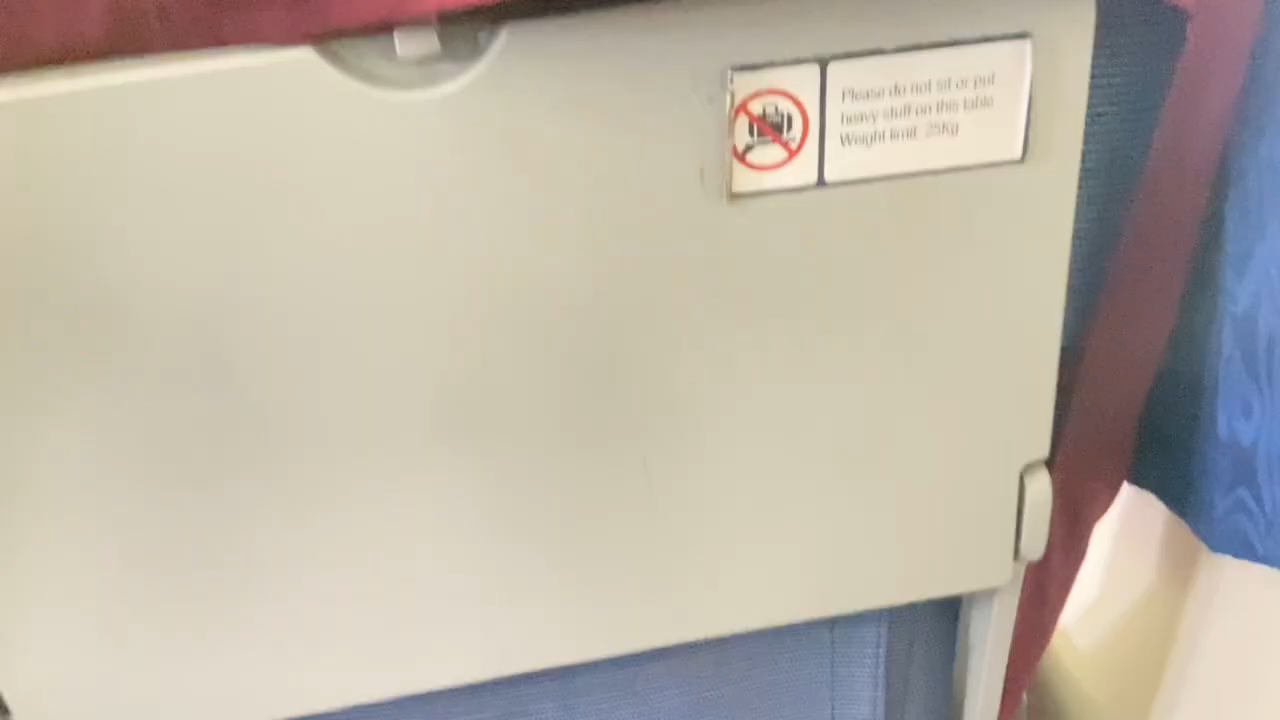 Please do not sit or put
heavy stuff on this table
Weight limit: 25Kg